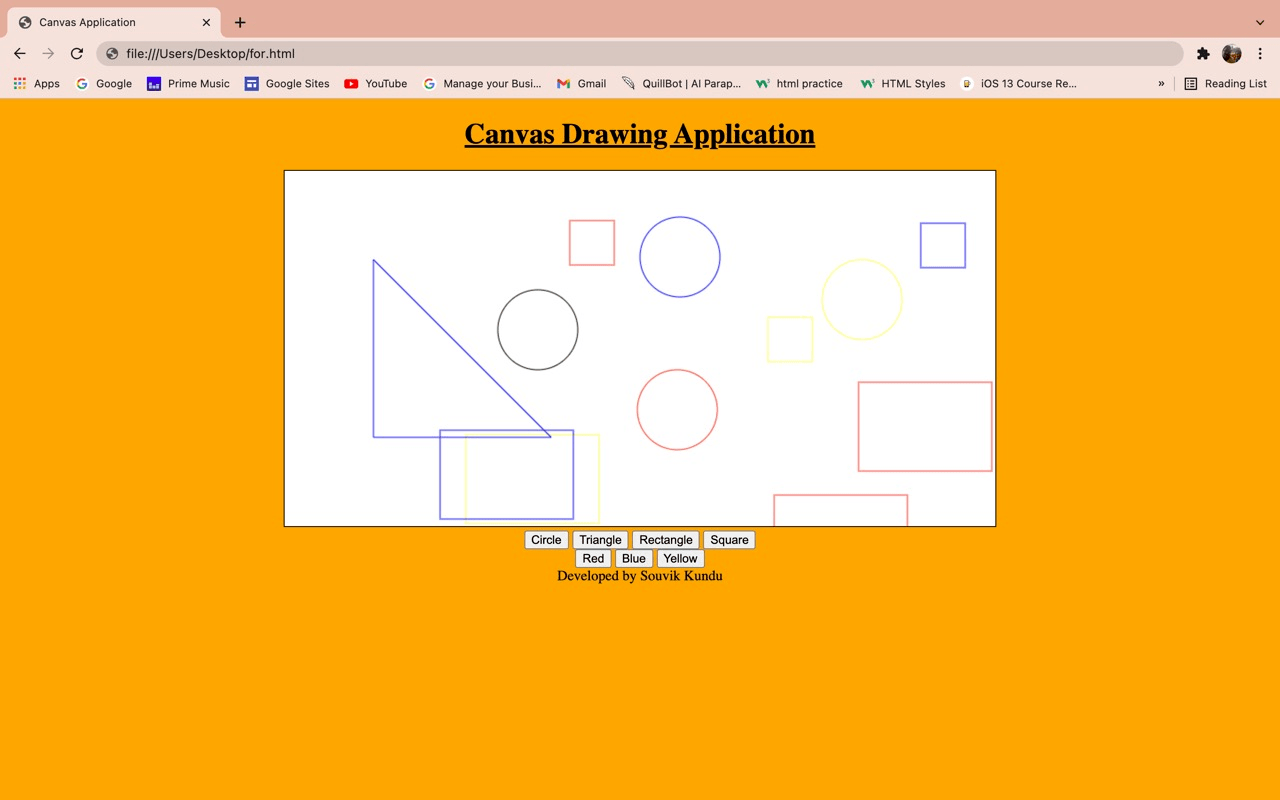 Canvas Application
file:///Users/Desktop/for.html
Apps Google Prime Music Google Sites YouTube Manage your Busi... Gmail QuillBot | AI Parap... html practice HTML Styles iOS 13 Course Re... » Reading List
Canvas Drawing Application
Circle Triangle Rectangle Square
Red Blue Yellow
Developed by Souvik Kundu